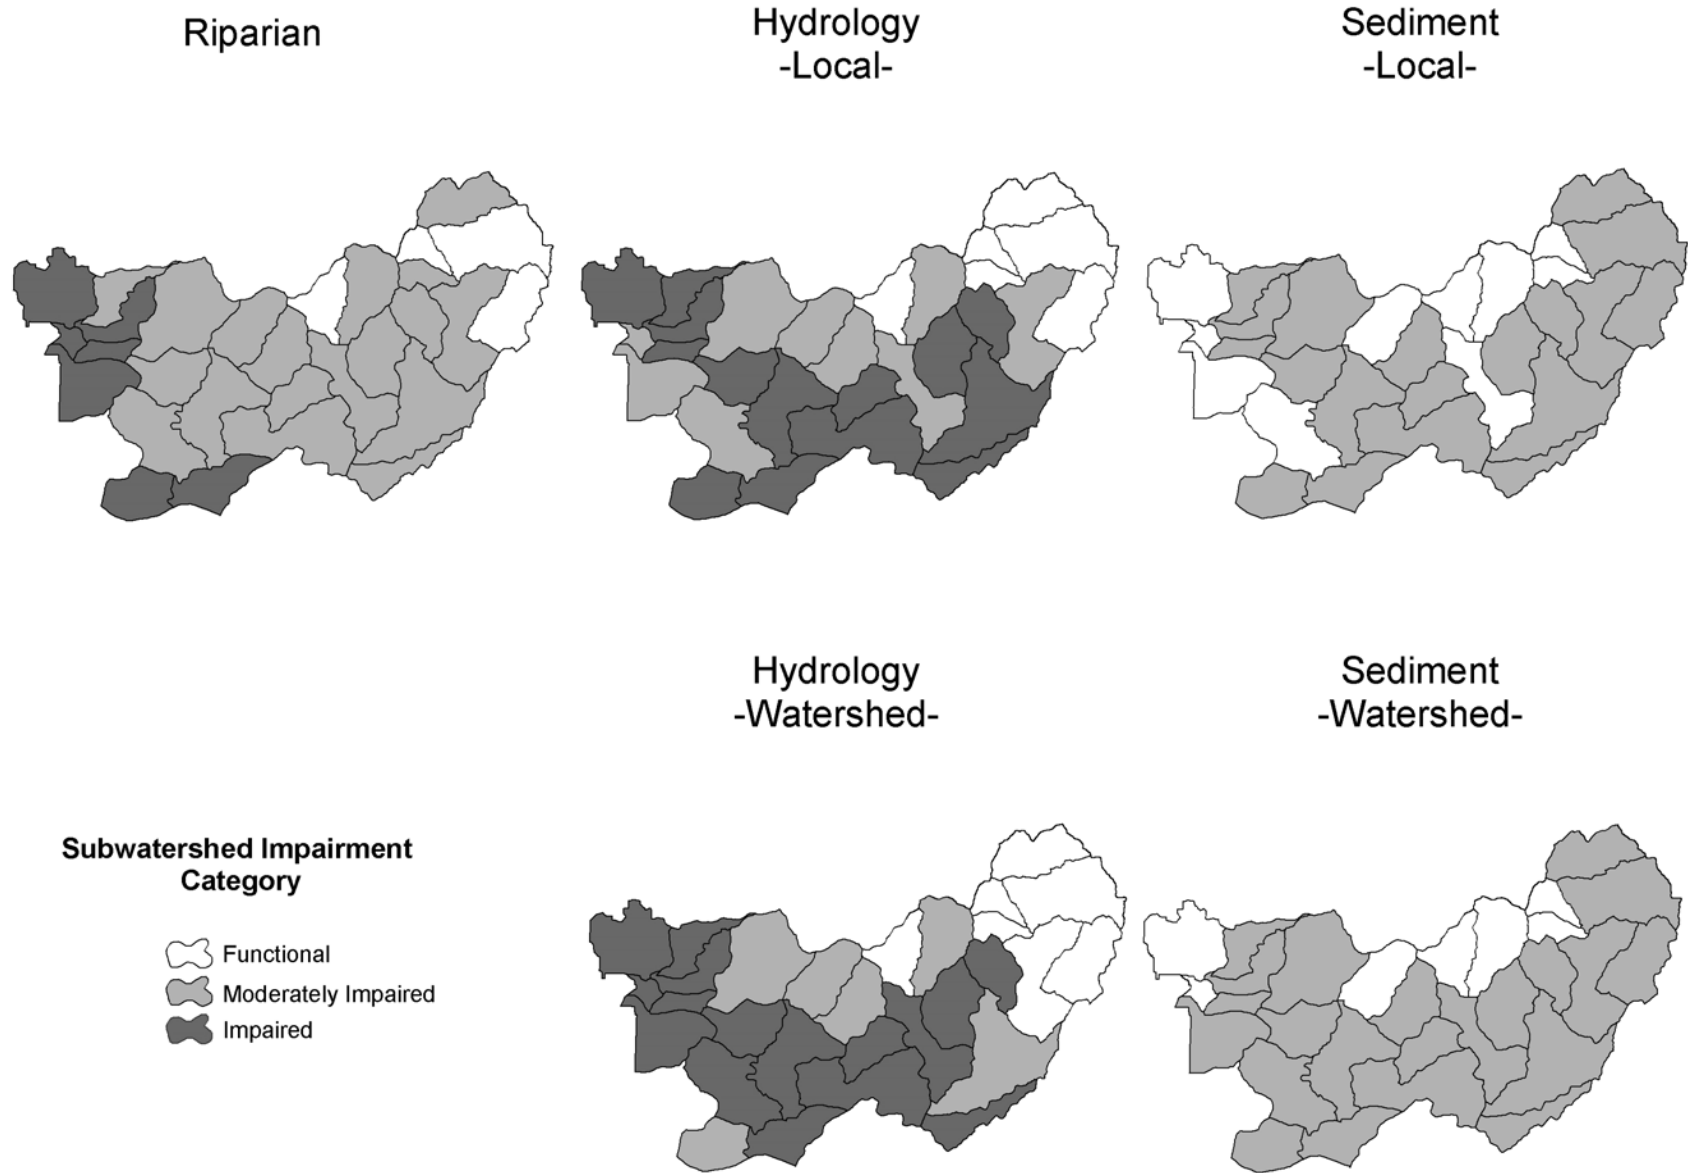 Riparian
Hydrology
-Local-
Sediment
-Local-
Hydrology
-Watershed-
Sediment
-Watershed-
Subwatershed Impairment
Category
Functional
Moderately Impaired
Impaired